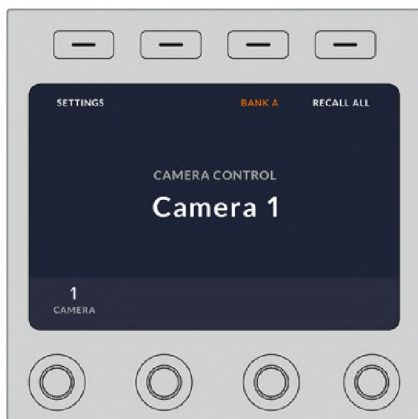 SETTINGS BANK A RECALL ALL
CAMERA CONTROL
Camera 1
1
CAMERA